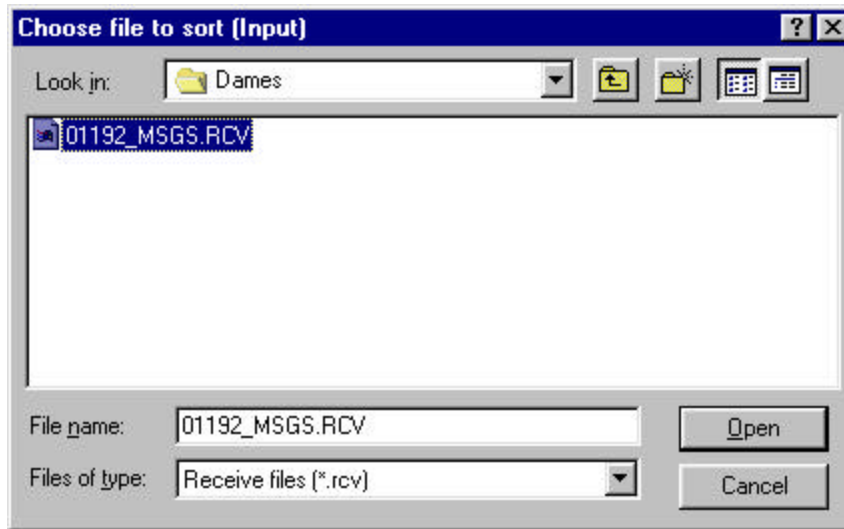 Choose file to sort (Input)
Look in: Dames
01192_MSGS.RCV
File name: 01192_MSGS.RCV Open
Files of type: Receive files (*.rcv) Cancel